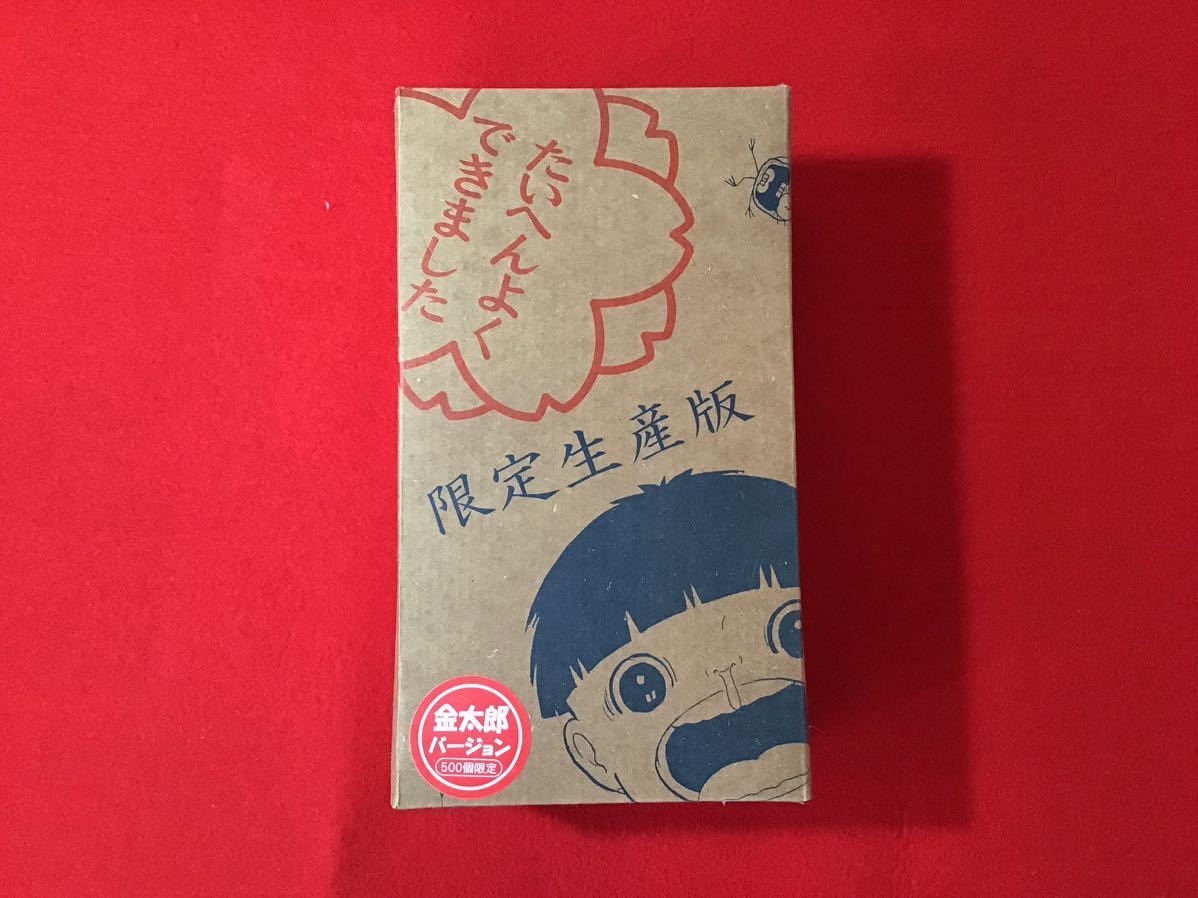 たいへんよく
できました
限定生産版
金太郎
バージョン
500個限定